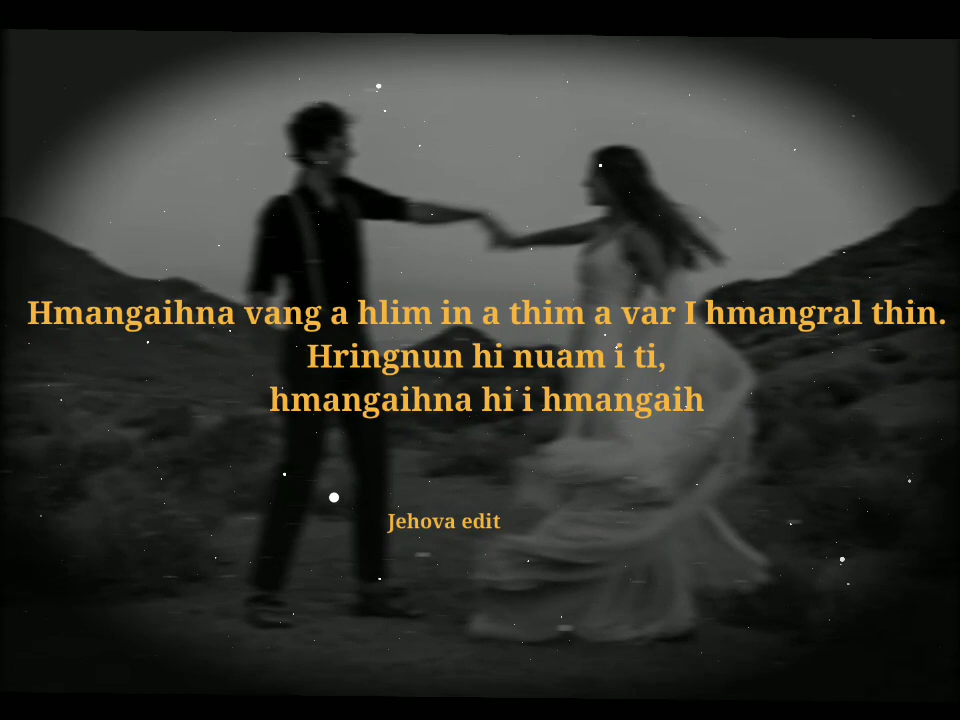 Hmangaihna vang a hlim in a thim a var I hmangral thin.
Hringnun hi nuam i ti,
hmangaihna hi i hmangaih
Jehova edit